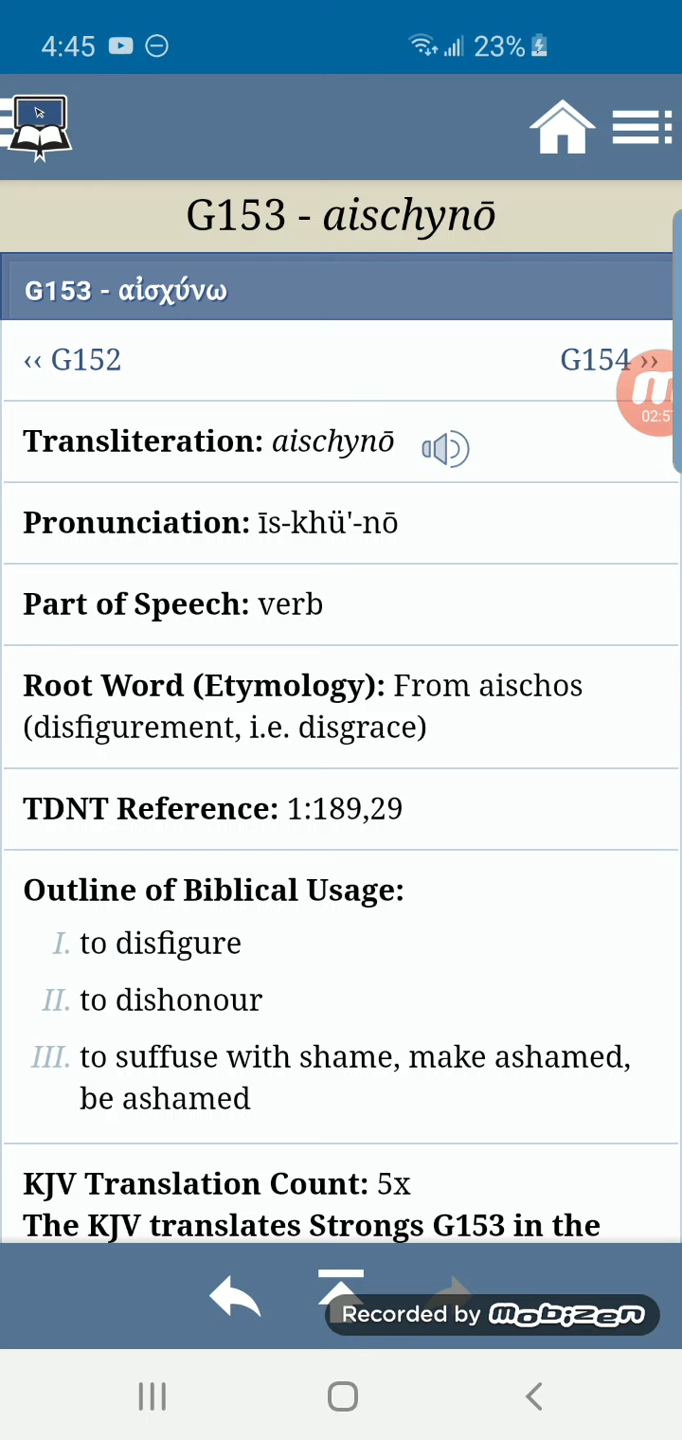 4:45 23%
G153 - aischynō
G153 - αἰσχύνω
‹‹ G152 G154 ››
02:5
Transliteration: aischynō
Pronunciation: īs-khü'-nō
Part of Speech: verb
Root Word (Etymology): From aischos
(disfigurement, i.e. disgrace)
TDNT Reference: 1:189,29
Outline of Biblical Usage:
I. to disfigure
II. to dishonour
III. to suffuse with shame, make ashamed,
be ashamed
KJV Translation Count: 5x
The KJV translates Strongs G153 in the
Recorded by mobizen